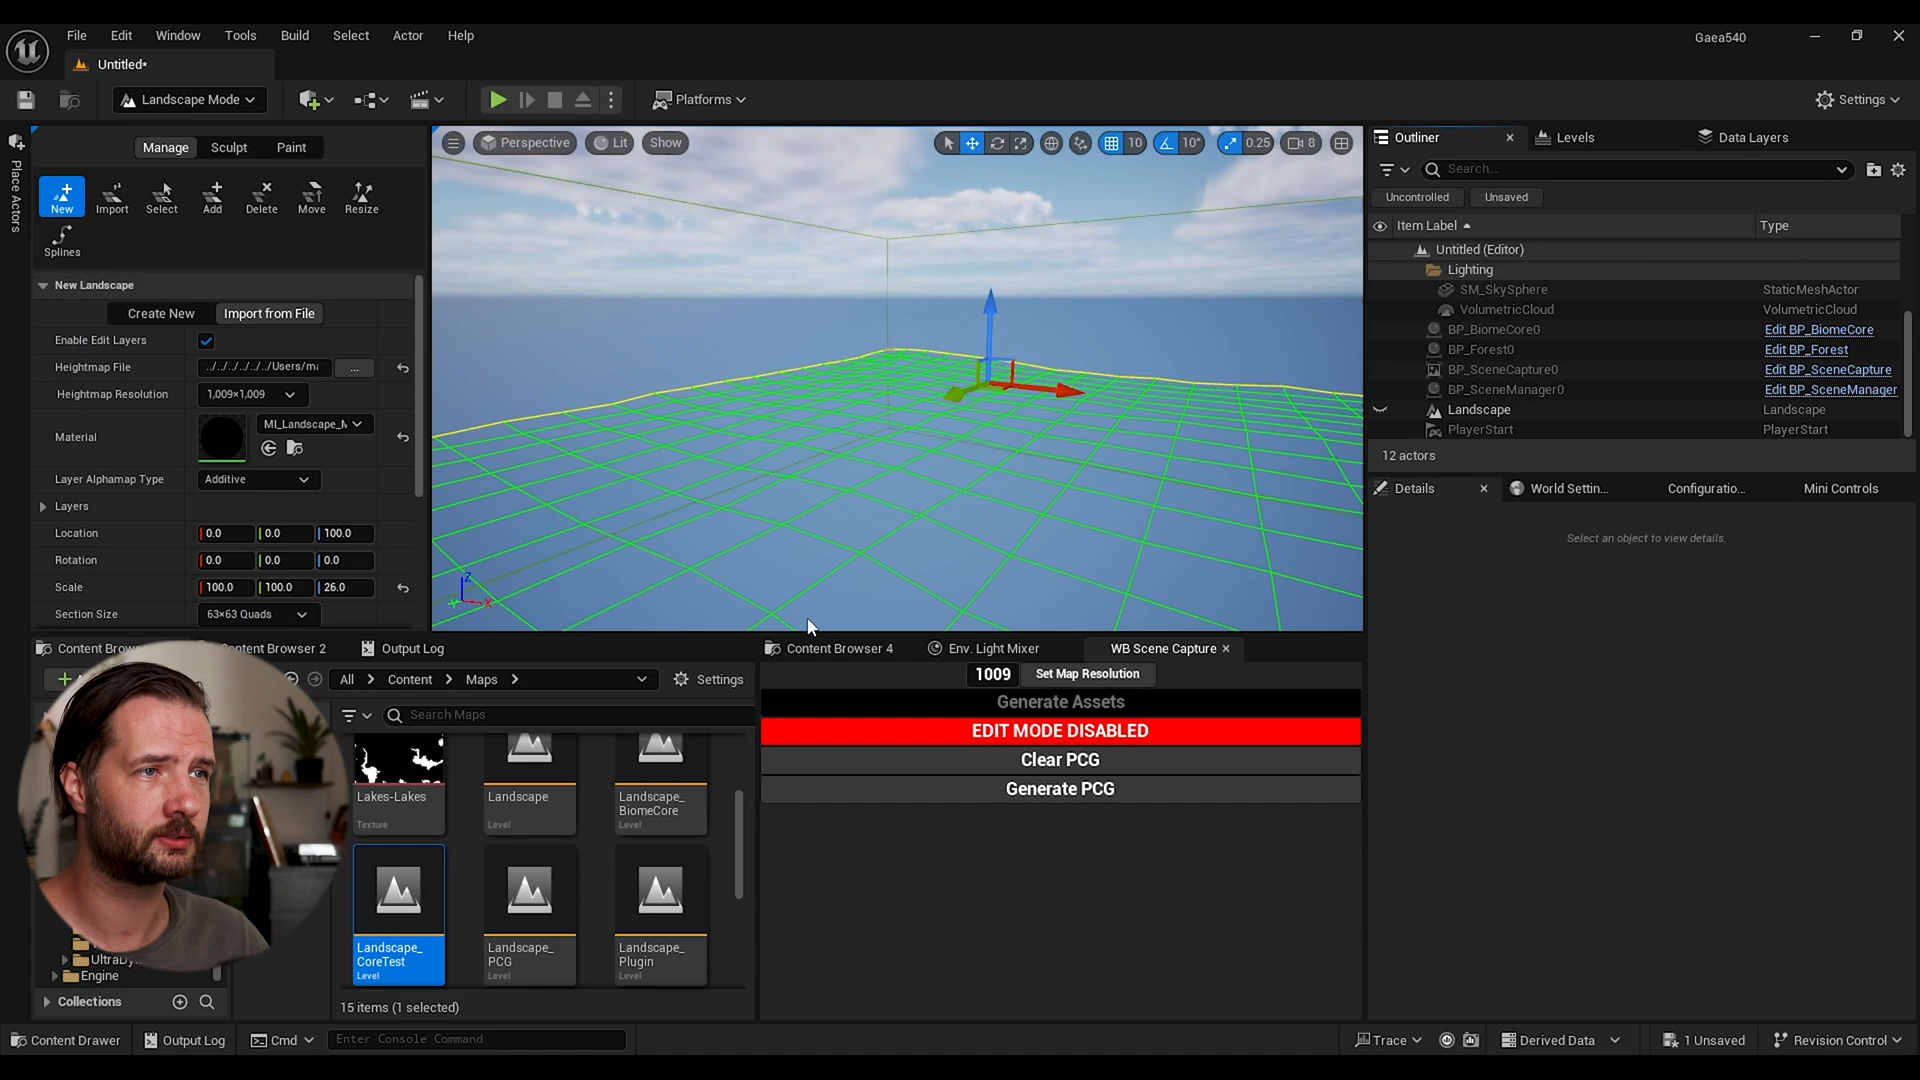 File Edit Window Tools Build Select Actor Help
Gaea540
Untitled*
Landscape Mode
Platforms
Settings
Place Actors
Manage Sculpt Paint
New Import Select Add Delete Move Resize
Splines
New Landscape
Create New Import from File
Enable Edit Layers
Heightmap File ../../../../../../Users/ma
...
Heightmap Resolution 1,009×1,009
Material MI_Landscape_M
Layer Alphamap Type Additive
Layers
Location 0.0 0.0 100.0
Rotation 0.0 0.0 0.0
Scale 100.0 100.0 26.0
Section Size 63×63 Quads
Perspective Lit Show
10 10° 0.25 8
Z
Y X
Outliner Levels Data Layers
Search...
Uncontrolled Unsaved
Item Label Type
Untitled (Editor)
Lighting
SM_SkySphere StaticMeshActor
VolumetricCloud VolumetricCloud
BP_BiomeCore0 Edit BP_BiomeCore
BP_Forest0 Edit BP_Forest
BP_SceneCapture0 Edit BP_SceneCapture
BP_SceneManager0 Edit BP_SceneManager
Landscape Landscape
PlayerStart PlayerStart
12 actors
Details World Settin... Configuratio... Mini Controls
Select an object to view details.
Content Brow ontent Browser 2 Output Log
All Content Maps Settings
Search Maps
Lakes-Lakes
Texture
Landscape
Level
Landscape_
BiomeCore
Level
Landscape_
CoreTest
Level
Landscape_
PCG
Level
Landscape_
Plugin
Level
15 items (1 selected)
UltraDy
Engine
Collections
Content Browser 4 Env. Light Mixer WB Scene Capture
1009 Set Map Resolution
Generate Assets
EDIT MODE DISABLED
Clear PCG
Generate PCG
Content Drawer Output Log Cmd Enter Console Command
Trace Derived Data 1 Unsaved Revision Control